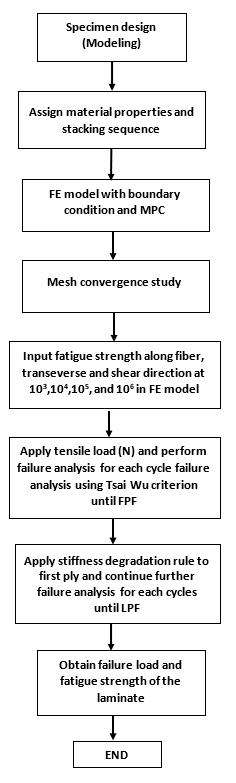 Specimen design
(Modeling)
Assign material properties and
stacking sequence
FE model with boundary
condition and MPC
Mesh convergence study
Input fatigue strength along fiber,
transeverse and shear direction at
10³,10⁴,10⁵, and 10⁶ in FE model
Apply tensile load (N) and perform
failure analysis for each cycle failure
analysis using Tsai Wu criterion
until FPF
Apply stiffness degradation rule to
first ply and continue further
failure analysis for each cycles
until LPF
Obtain failure load and
fatigue strength of the
laminate
END